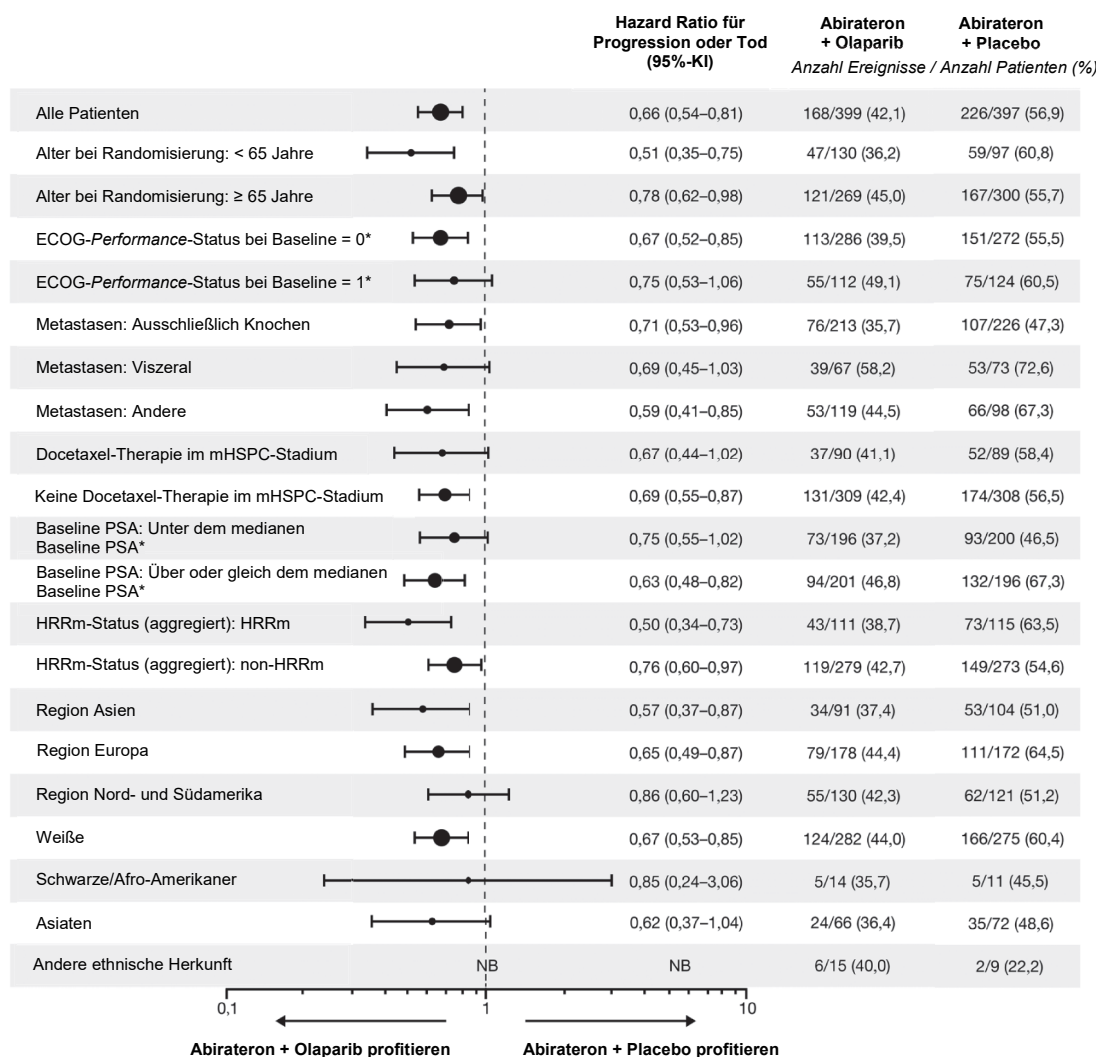 Hazard Ratio für
Progression oder Tod
(95%-KI)
Abirateron
+ Olaparib
Abirateron
+ Placebo
Anzahl Ereignisse / Anzahl Patienten (%)
Alle Patienten 0,66 (0,54–0,81) 168/399 (42,1) 226/397 (56,9)
Alter bei Randomisierung: < 65 Jahre 0,51 (0,35–0,75) 47/130 (36,2) 59/97 (60,8)
Alter bei Randomisierung: ≥ 65 Jahre 0,78 (0,62–0,98) 121/269 (45,0) 167/300 (55,7)
ECOG-Performance-Status bei Baseline = 0* 0,67 (0,52–0,85) 113/286 (39,5) 151/272 (55,5)
ECOG-Performance-Status bei Baseline = 1* 0,75 (0,53–1,06) 55/112 (49,1) 75/124 (60,5)
Metastasen: Ausschließlich Knochen 0,71 (0,53–0,96) 76/213 (35,7) 107/226 (47,3)
Metastasen: Viszeral 0,69 (0,45–1,03) 39/67 (58,2) 53/73 (72,6)
Metastasen: Andere 0,59 (0,41–0,85) 53/119 (44,5) 66/98 (67,3)
Docetaxel-Therapie im mHSPC-Stadium 0,67 (0,44–1,02) 37/90 (41,1) 52/89 (58,4)
Keine Docetaxel-Therapie im mHSPC-Stadium 0,69 (0,55–0,87) 131/309 (42,4) 174/308 (56,5)
Baseline PSA: Unter dem medianen
Baseline PSA* 0,75 (0,55–1,02) 73/196 (37,2) 93/200 (46,5)
Baseline PSA: Über oder gleich dem medianen
Baseline PSA* 0,63 (0,48–0,82) 94/201 (46,8) 132/196 (67,3)
HRRm-Status (aggregiert): HRRm 0,50 (0,34–0,73) 43/111 (38,7) 73/115 (63,5)
HRRm-Status (aggregiert): non-HRRm 0,76 (0,60–0,97) 119/279 (42,7) 149/273 (54,6)
Region Asien 0,57 (0,37–0,87) 34/91 (37,4) 53/104 (51,0)
Region Europa 0,65 (0,49–0,87) 79/178 (44,4) 111/172 (64,5)
Region Nord- und Südamerika 0,86 (0,60–1,23) 55/130 (42,3) 62/121 (51,2)
Weiße 0,67 (0,53–0,85) 124/282 (44,0) 166/275 (60,4)
Schwarze/Afro-Amerikaner 0,85 (0,24–3,06) 5/14 (35,7) 5/11 (45,5)
Asiaten 0,62 (0,37–1,04) 24/66 (36,4) 35/72 (48,6)
Andere ethnische Herkunft NB NB 6/15 (40,0) 2/9 (22,2)
0,1 1 10
Abirateron + Olaparib profitieren Abirateron + Placebo profitieren